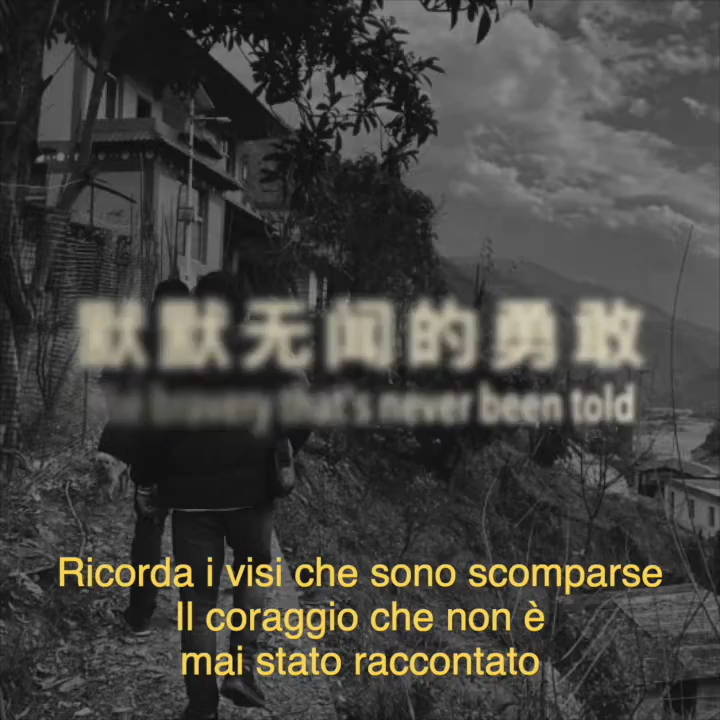 默默无闻的勇敢
The bravery that's never been told
Ricorda i visi che sono scomparse
Il coraggio che non è
mai stato raccontato